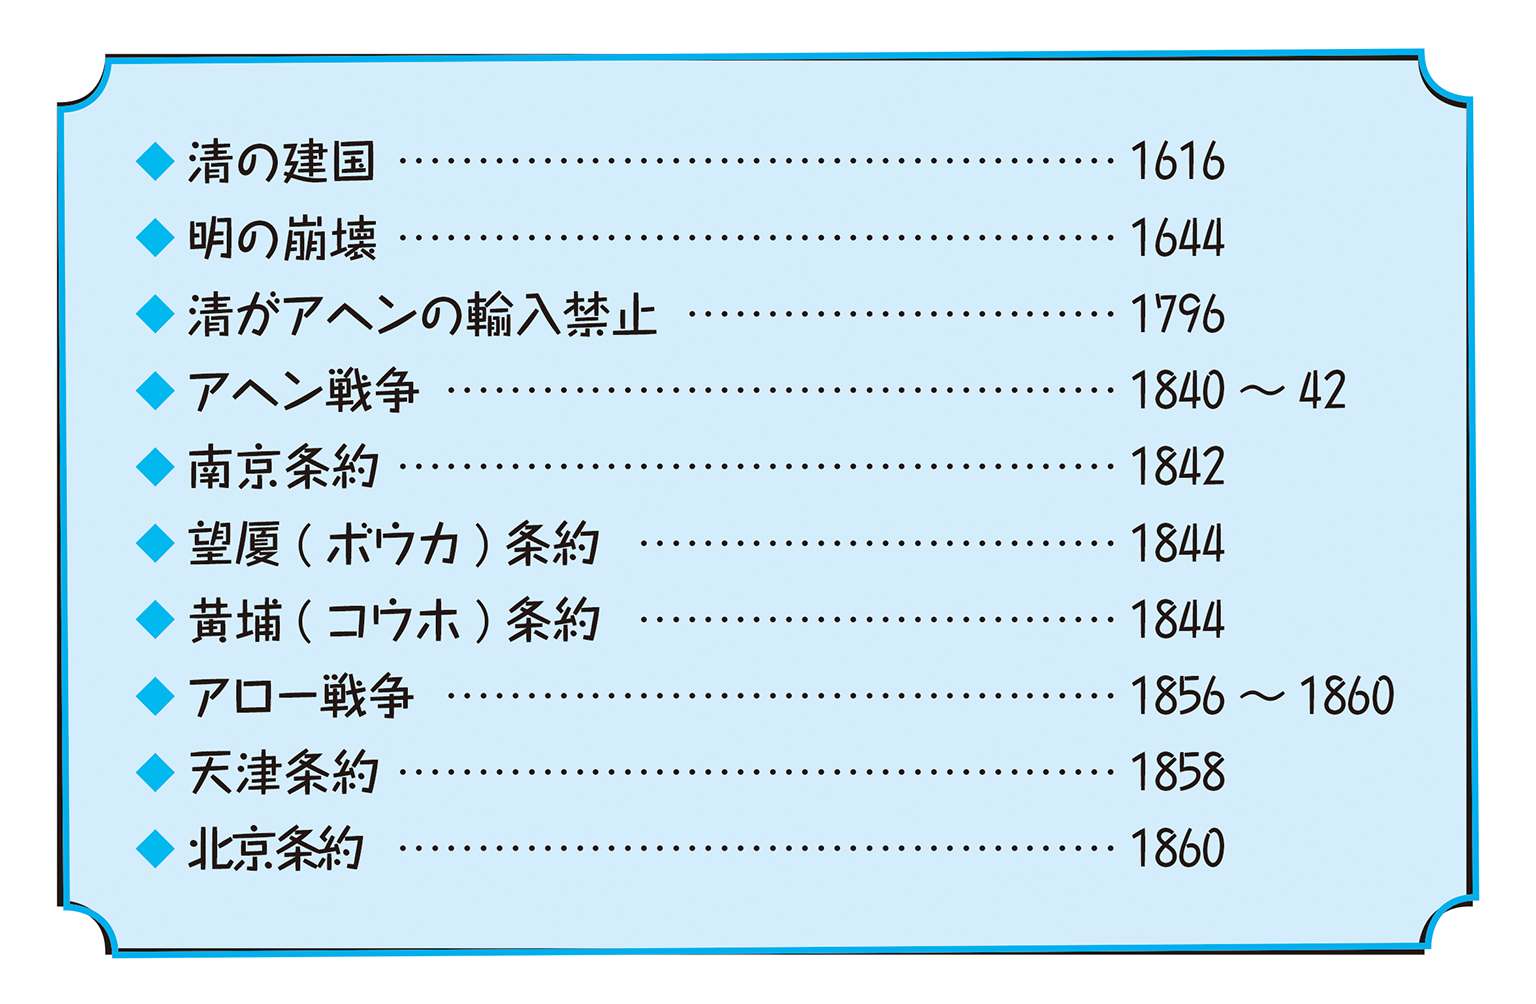 ◆清の建国 …………………………………… 1616
◆明の崩壊 …………………………………… 1644
◆清がアヘンの輸入禁止 ……………………… 1796
◆アヘン戦争 ………………………………… 1840 ～ 42
◆南京条約 …………………………………… 1842
◆望厦 ( ボウカ ) 条約 ………………………… 1844
◆黄埔 ( コウホ ) 条約 ………………………… 1844
◆アロー戦争 ………………………………… 1856 ～ 1860
◆天津条約 …………………………………… 1858
◆北京条約 …………………………………… 1860